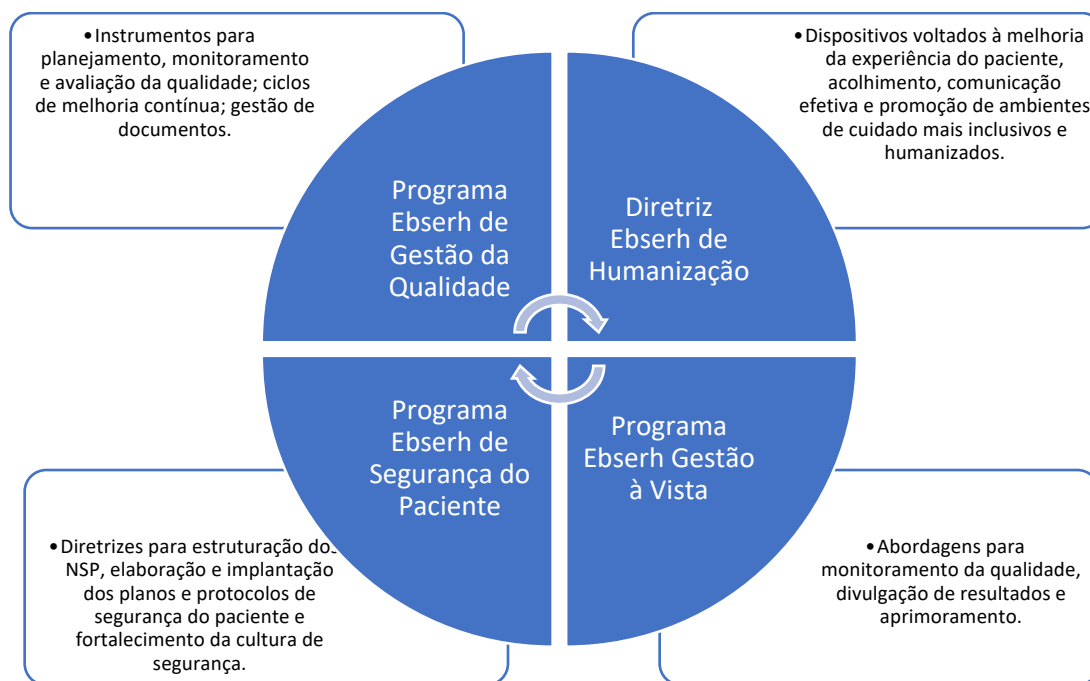 •Instrumentos para
planejamento, monitoramento
e avaliação da qualidade; ciclos
de melhoria contínua; gestão de
documentos.
•Dispositivos voltados à melhoria
da experiência do paciente,
acolhimento, comunicação
efetiva e promoção de ambientes
de cuidado mais inclusivos e
humanizados.
Programa
Ebserh de
Gestão da
Qualidade
Diretriz
Ebserh de
Humanização
Programa
Ebserh de
Segurança do
Paciente
Programa
Ebserh Gestão
à Vista
•Diretrizes para estruturação dos
NSP, elaboração e implantação
dos planos e protocolos de
segurança do paciente e
fortalecimento da cultura de
segurança.
•Abordagens para
monitoramento da qualidade,
divulgação de resultados e
aprimoramento.